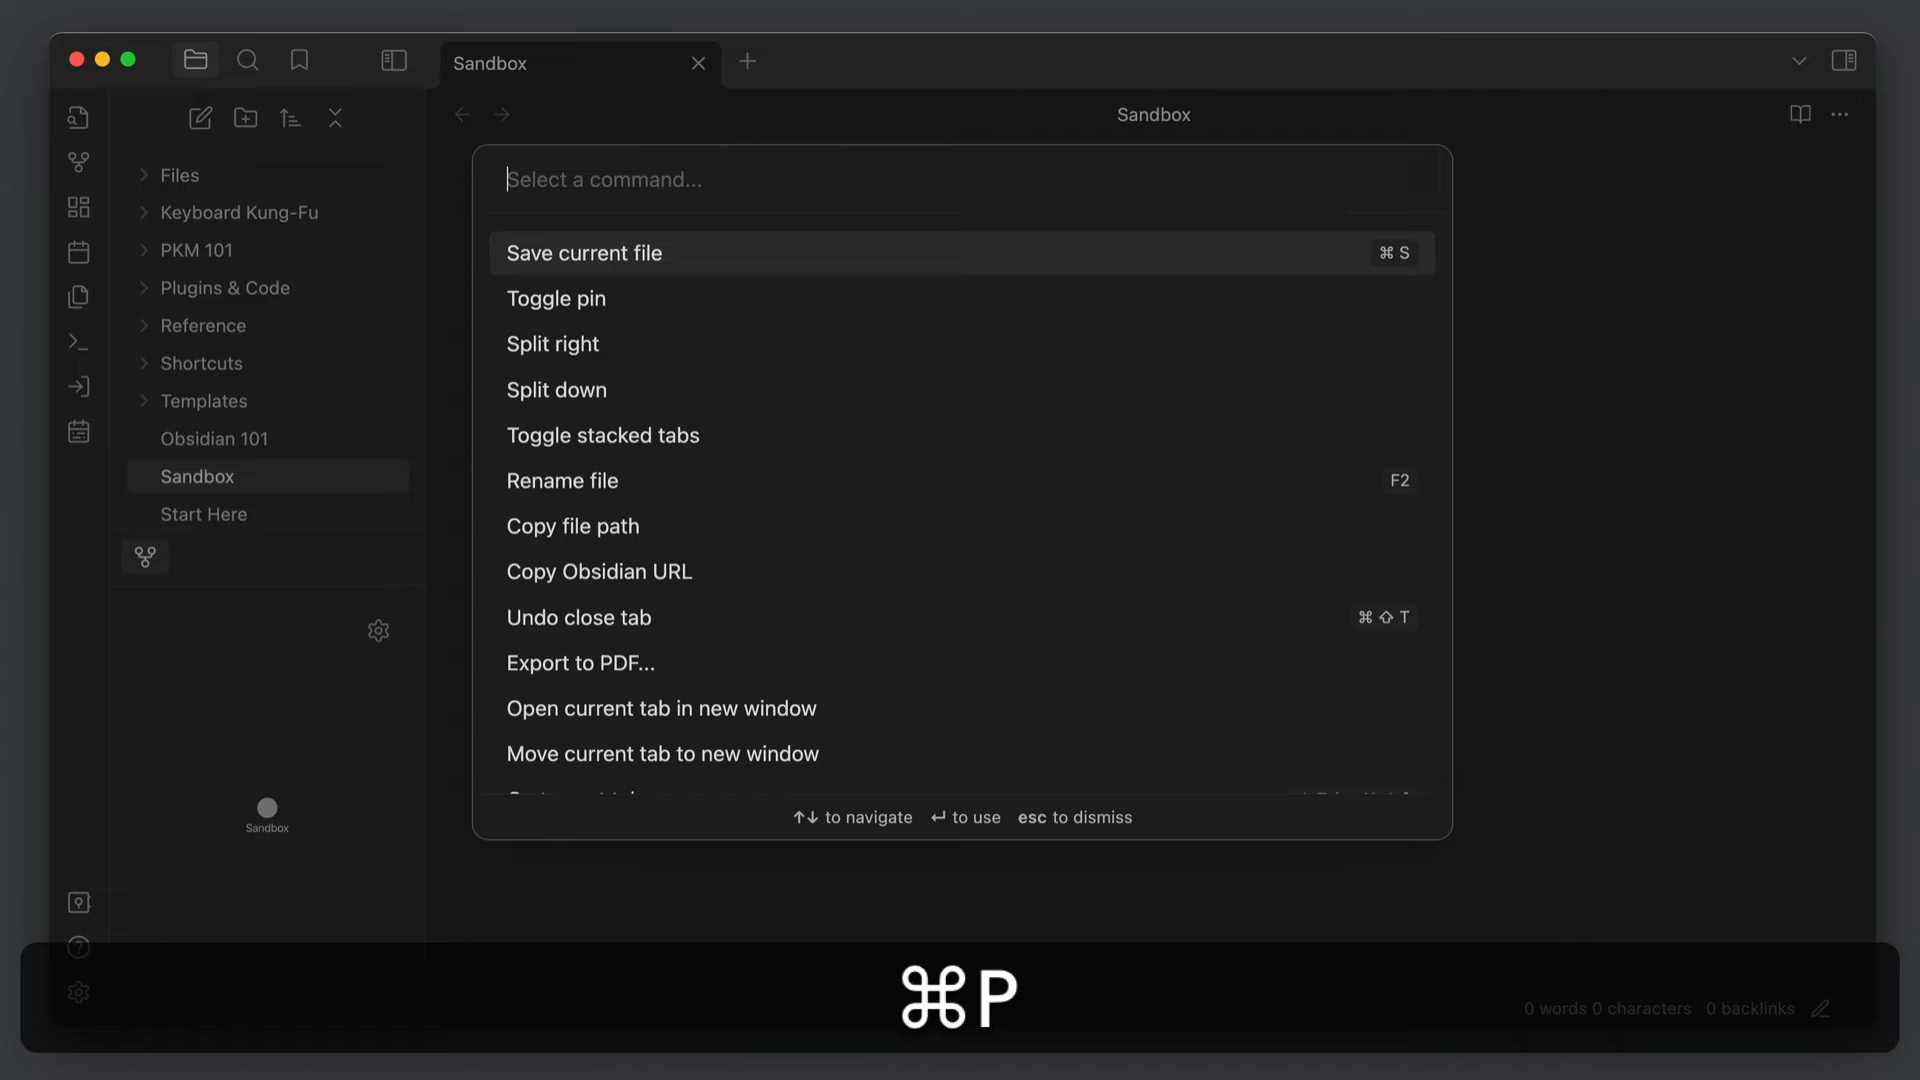 Sandbox
Sandbox
Files
Keyboard Kung-Fu
PKM 101
Plugins & Code
Reference
Shortcuts
Templates
Obsidian 101
Sandbox
Start Here
Sandbox
Select a command...
Save current file ⌘ S
Toggle pin
Split right
Split down
Toggle stacked tabs
Rename file F2
Copy file path
Copy Obsidian URL
Undo close tab ⌘ ⇧ T
Export to PDF...
Open current tab in new window
Move current tab to new window
↑↓ to navigate ↵ to use esc to dismiss
⌘P
0 words 0 characters 0 backlinks